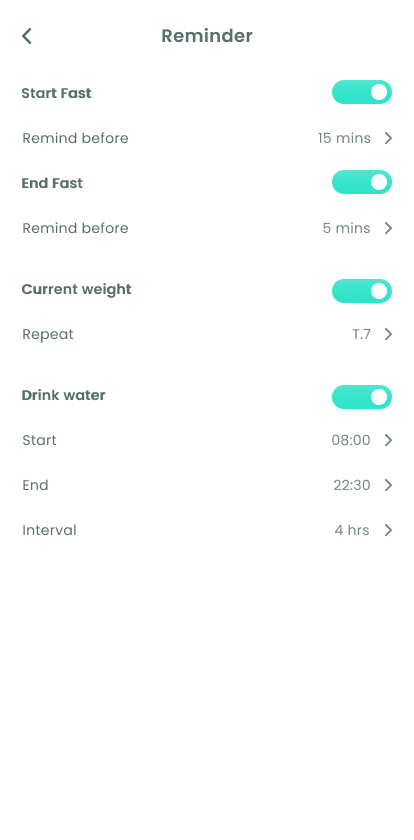 Reminder
Start Fast
Remind before 15 mins
End Fast
Remind before 5 mins
Current weight
Repeat T.7
Drink water
Start 08:00
End 22:30
Interval 4 hrs